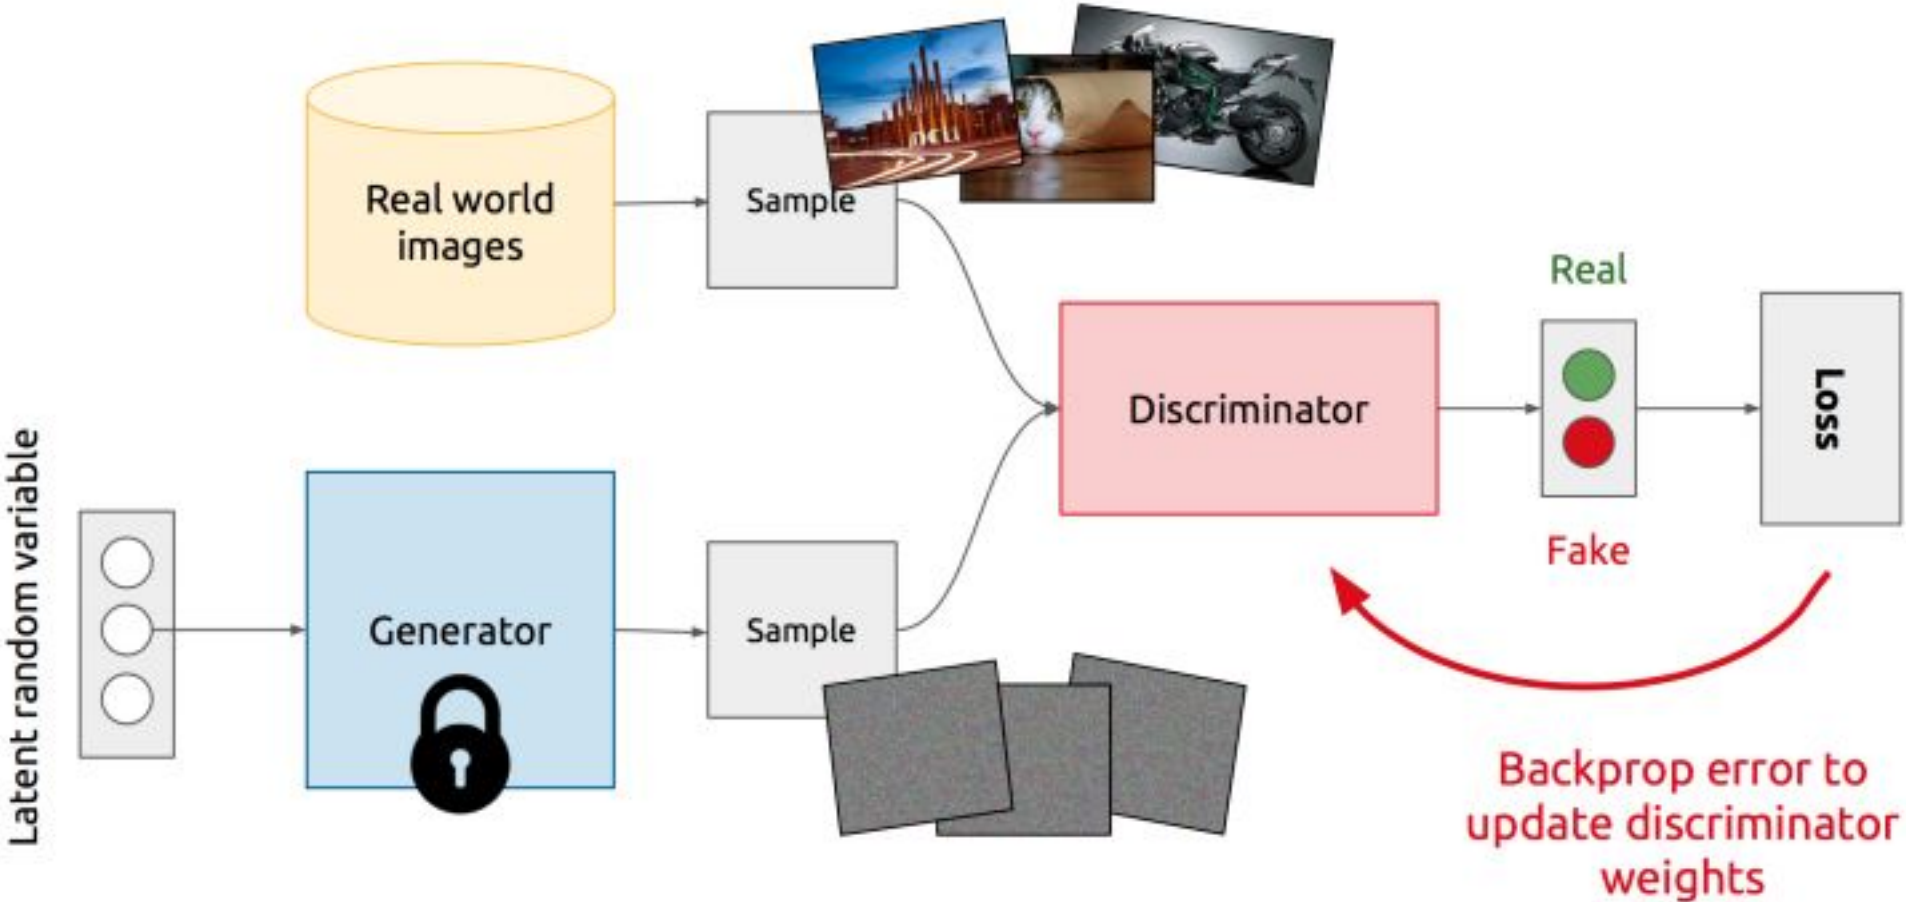 Real world
images
Sample
DCU
Real
Discriminator
Loss
Fake
Latent random variable
Generator
Sample
Backprop error to
update discriminator
weights